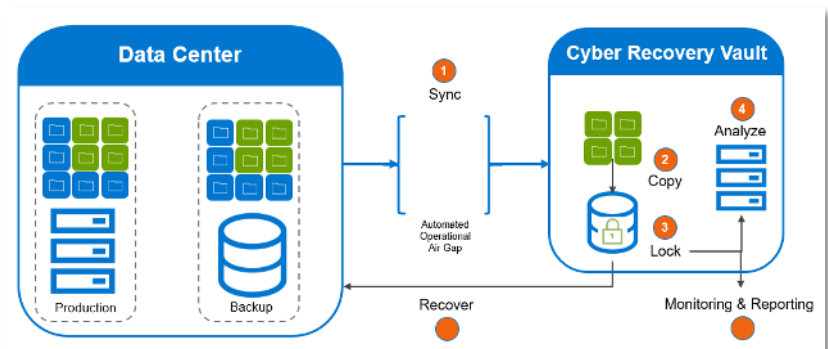 Data Center
Production
Backup
1
Sync
Automated
Operational
Air Gap
Cyber Recovery Vault
2
Copy
1
3
Lock
4
Analyze
Recover
Monitoring & Reporting